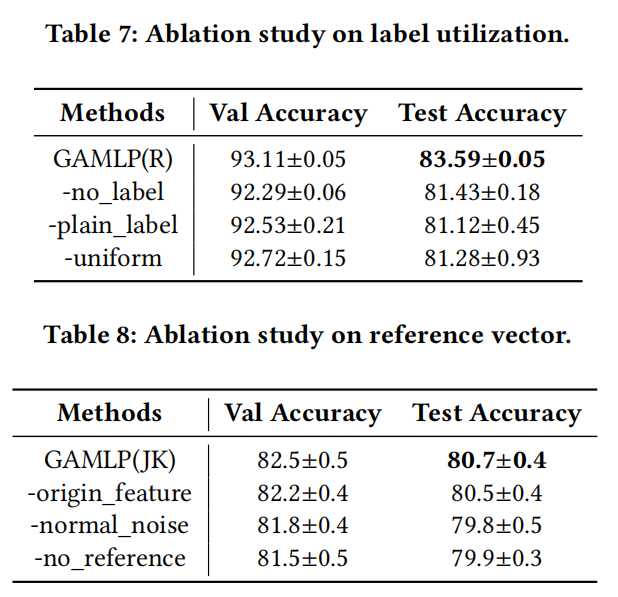 Table 7: Ablation study on label utilization.
Methods Val Accuracy Test Accuracy
GAMLP(R) 93.11±0.05 83.59±0.05
-no_label 92.29±0.06 81.43±0.18
-plain_label 92.53±0.21 81.12±0.45
-uniform 92.72±0.15 81.28±0.93
Table 8: Ablation study on reference vector.
Methods Val Accuracy Test Accuracy
GAMLP(JK) 82.5±0.5 80.7±0.4
-origin_feature 82.2±0.4 80.5±0.4
-normal_noise 81.8±0.4 79.8±0.5
-no_reference 81.5±0.5 79.9±0.3